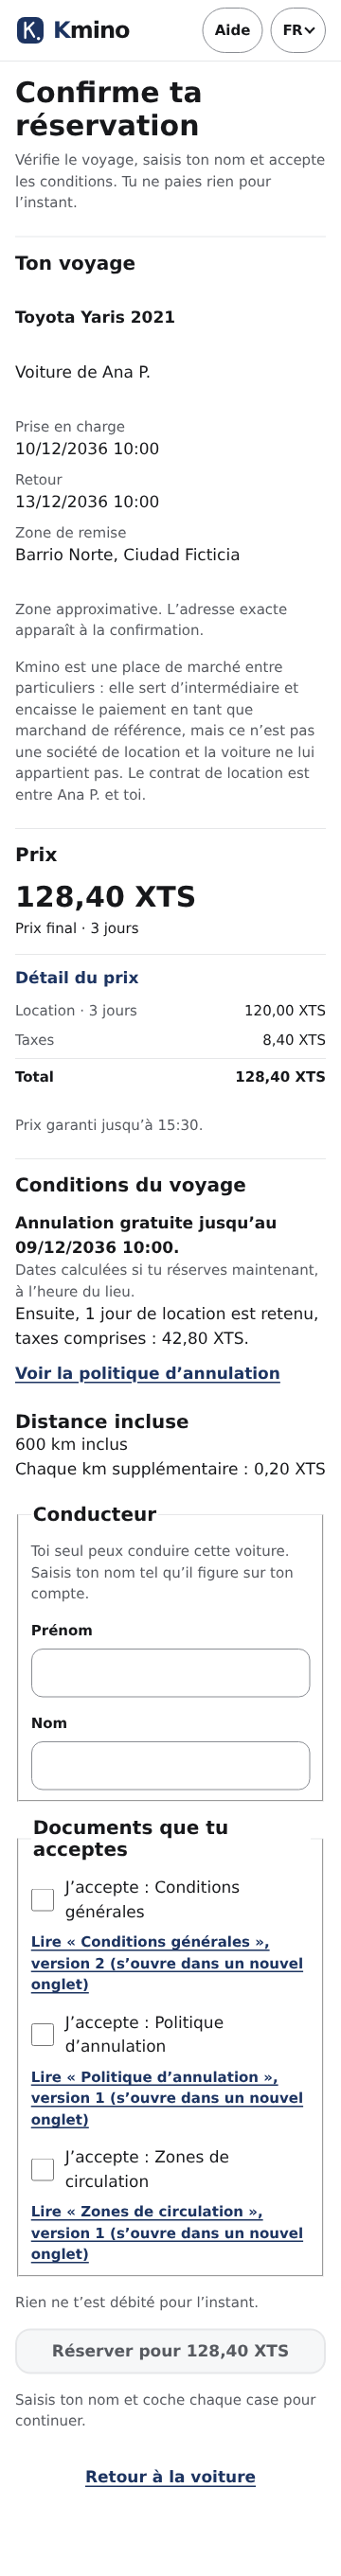 Kmino
Aide
FR
Confirme ta
réservation
Vérifie le voyage, saisis ton nom et accepte
les conditions. Tu ne paies rien pour
l’instant.
Ton voyage
Toyota Yaris 2021
Voiture de Ana P.
Prise en charge
10/12/2036 10:00
Retour
13/12/2036 10:00
Zone de remise
Barrio Norte, Ciudad Ficticia
Zone approximative. L’adresse exacte
apparaît à la confirmation.
Kmino est une place de marché entre
particuliers : elle sert d’intermédiaire et
encaisse le paiement en tant que
marchand de référence, mais ce n’est pas
une société de location et la voiture ne lui
appartient pas. Le contrat de location est
entre Ana P. et toi.
Prix
128,40 XTS
Prix final · 3 jours
Détail du prix
Location · 3 jours 120,00 XTS
Taxes 8,40 XTS
Total 128,40 XTS
Prix garanti jusqu’à 15:30.
Conditions du voyage
Annulation gratuite jusqu’au
09/12/2036 10:00.
Dates calculées si tu réserves maintenant,
à l’heure du lieu.
Ensuite, 1 jour de location est retenu,
taxes comprises : 42,80 XTS.
Voir la politique d’annulation
Distance incluse
600 km inclus
Chaque km supplémentaire : 0,20 XTS
Conducteur
Toi seul peux conduire cette voiture.
Saisis ton nom tel qu’il figure sur ton
compte.
Prénom
Nom
Documents que tu
acceptes
J’accepte : Conditions
générales
Lire « Conditions générales »,
version 2 (s’ouvre dans un nouvel
onglet)
J’accepte : Politique
d’annulation
Lire « Politique d’annulation »,
version 1 (s’ouvre dans un nouvel
onglet)
J’accepte : Zones de
circulation
Lire « Zones de circulation »,
version 1 (s’ouvre dans un nouvel
onglet)
Rien ne t’est débité pour l’instant.
Réserver pour 128,40 XTS
Saisis ton nom et coche chaque case pour
continuer.
Retour à la voiture